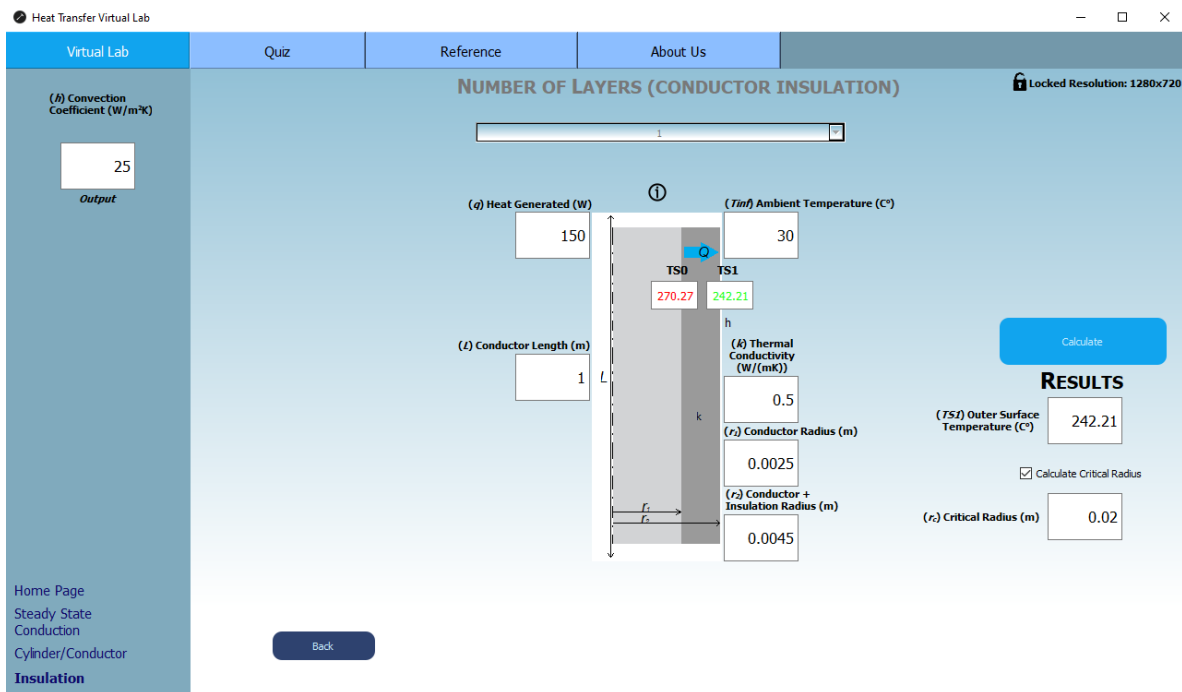 Heat Transfer Virtual Lab
Virtual Lab
Quiz
Reference
About Us
NUMBER OF LAYERS (CONDUCTOR INSULATION)
Locked Resolution: 1280x720
(h) Convection
Coefficient (W/m²K)
25
Output
1
(q) Heat Generated (W)
150
(Tinf) Ambient Temperature (C°)
30
Q
TS0
TS1
270.27
242.21
h
(L) Conductor Length (m)
1
L
(k) Thermal
Conductivity
(W/(mK))
0.5
k
(r₁) Conductor Radius (m)
0.0025
(r₂) Conductor +
Insulation Radius (m)
0.0045
r₁
r₂
Calculate
RESULTS
(TS1) Outer Surface
Temperature (C°)
242.21
Calculate Critical Radius
(r꜀) Critical Radius (m)
0.02
Home Page
Steady State
Conduction
Cylinder/Conductor
Insulation
Back